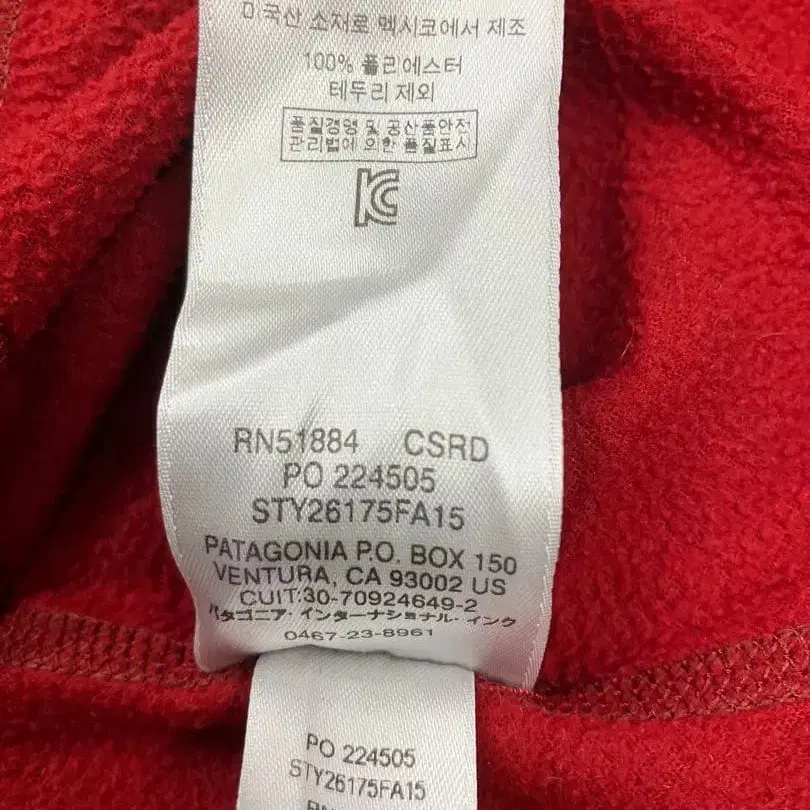 미국산 소재로 멕시코에서 제조
100% 폴리에스터
테두리 제외
품질경영 및 공산품안전
관리법에 의한 품질표시
KC
RN51884 CSRD
PO 224505
STY26175FA15
PATAGONIA P.O. BOX 150
VENTURA, CA 93002 US
CUIT:30-70924649-2
パタゴニア・インターナショナル・インク
0467-23-8961
PO 224505
STY26175FA15